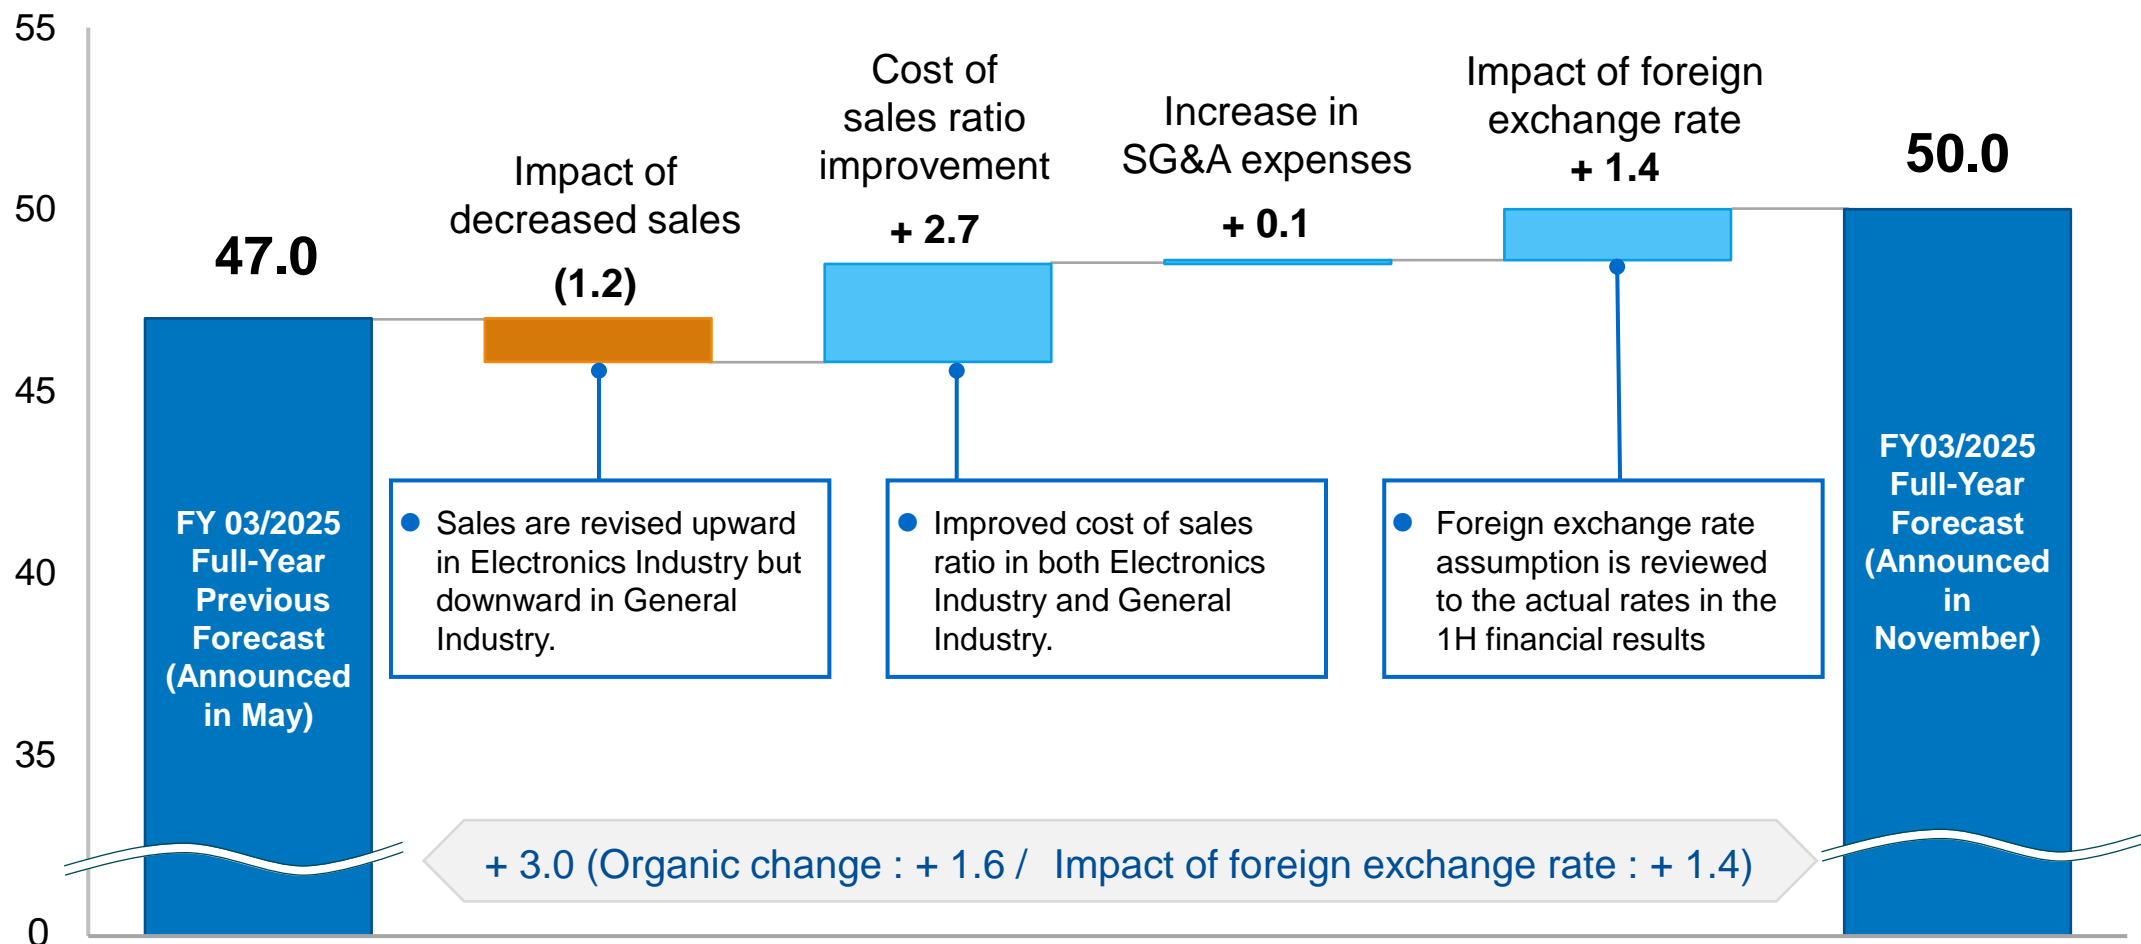 55
50
45
40
35
0
47.0
FY 03/2025
Full-Year
Previous
Forecast
(Announced
in May)
Impact of
decreased sales
(1.2)
● Sales are revised upward
in Electronics Industry but
downward in General
Industry.
Cost of
sales ratio
improvement
+ 2.7
● Improved cost of sales
ratio in both Electronics
Industry and General
Industry.
Increase in
SG&A expenses
+ 0.1
Impact of foreign
exchange rate
+ 1.4
● Foreign exchange rate
assumption is reviewed
to the actual rates in the
1H financial results
50.0
FY03/2025
Full-Year
Forecast
(Announced
in
November)
+ 3.0 (Organic change : + 1.6 / Impact of foreign exchange rate : + 1.4)